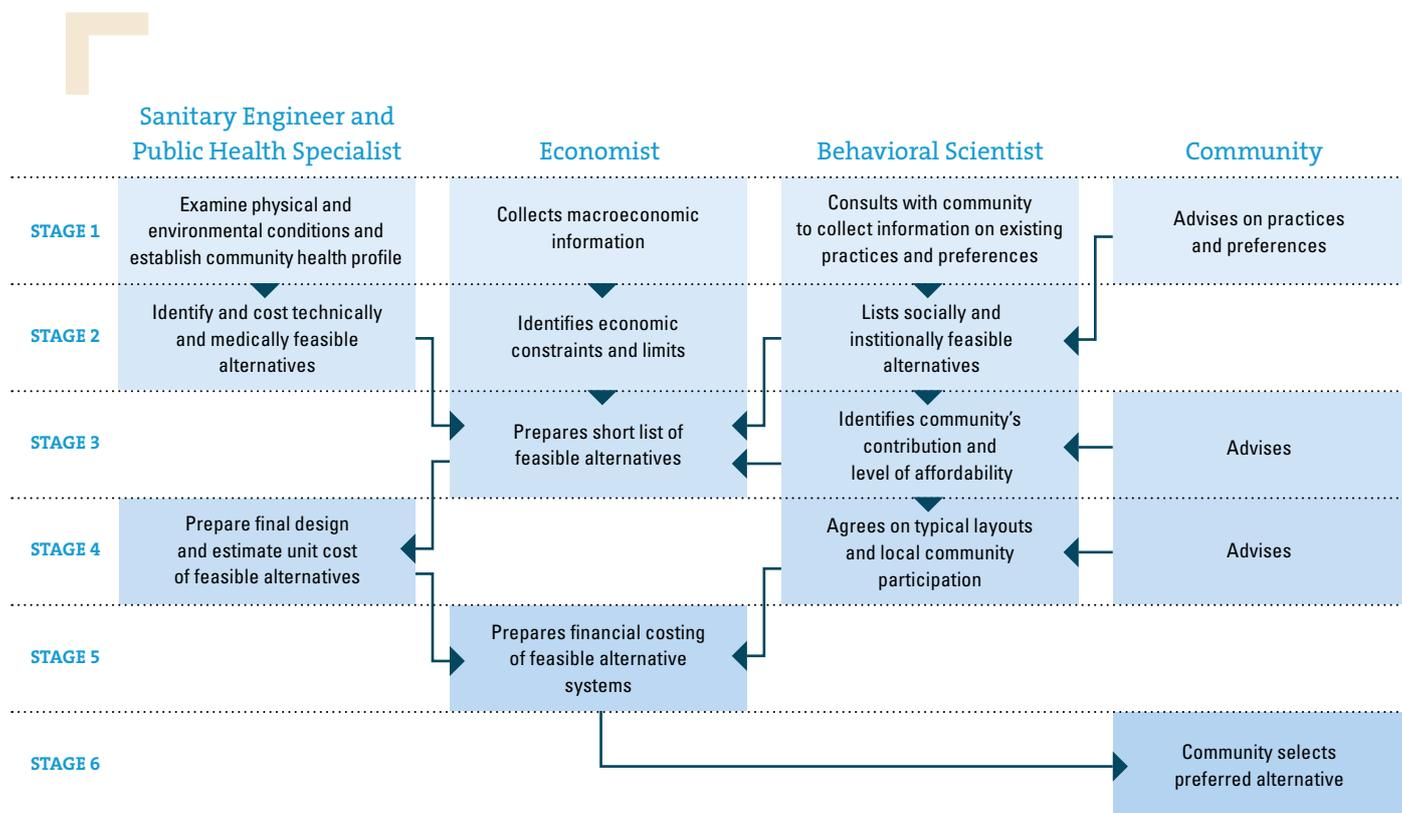 Sanitary Engineer and
Public Health Specialist
Economist
Behavioral Scientist
Community
STAGE 1
Examine physical and
environmental conditions and
establish community health profile
Collects macroeconomic
information
Consults with community
to collect information on existing
practices and preferences
Advises on practices
and preferences
STAGE 2
Identify and cost technically
and medically feasible
alternatives
Identifies economic
constraints and limits
Lists socially and
institionally feasible
alternatives
STAGE 3
Prepares short list of
feasible alternatives
Identifies community’s
contribution and
level of affordability
Advises
STAGE 4
Prepare final design
and estimate unit cost
of feasible alternatives
Agrees on typical layouts
and local community
participation
Advises
STAGE 5
Prepares financial costing
of feasible alternative
systems
STAGE 6
Community selects
preferred alternative